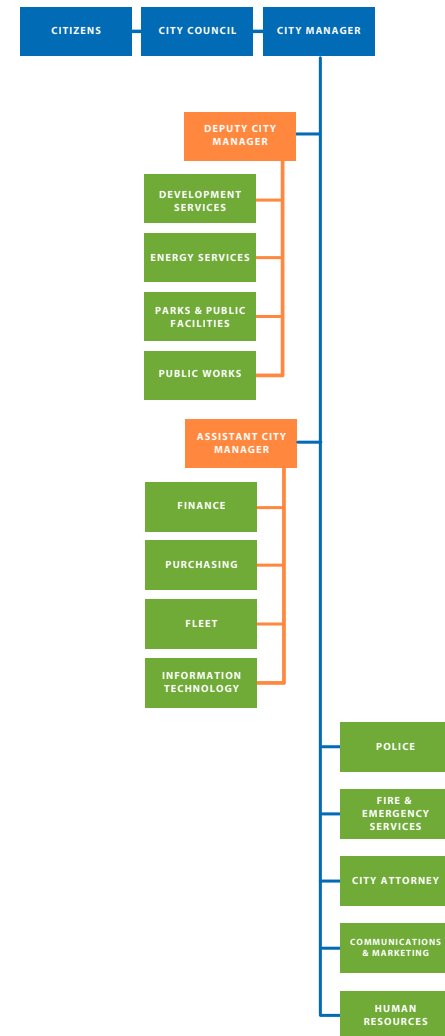 CITIZENS
CITY COUNCIL
CITY MANAGER
DEPUTY CITY
MANAGER
DEVELOPMENT
SERVICES
ENERGY SERVICES
PARKS & PUBLIC
FACILITIES
PUBLIC WORKS
ASSISTANT CITY
MANAGER
FINANCE
PURCHASING
FLEET
INFORMATION
TECHNOLOGY
POLICE
FIRE &
EMERGENCY
SERVICES
CITY ATTORNEY
COMMUNICATIONS
& MARKETING
HUMAN
RESOURCES